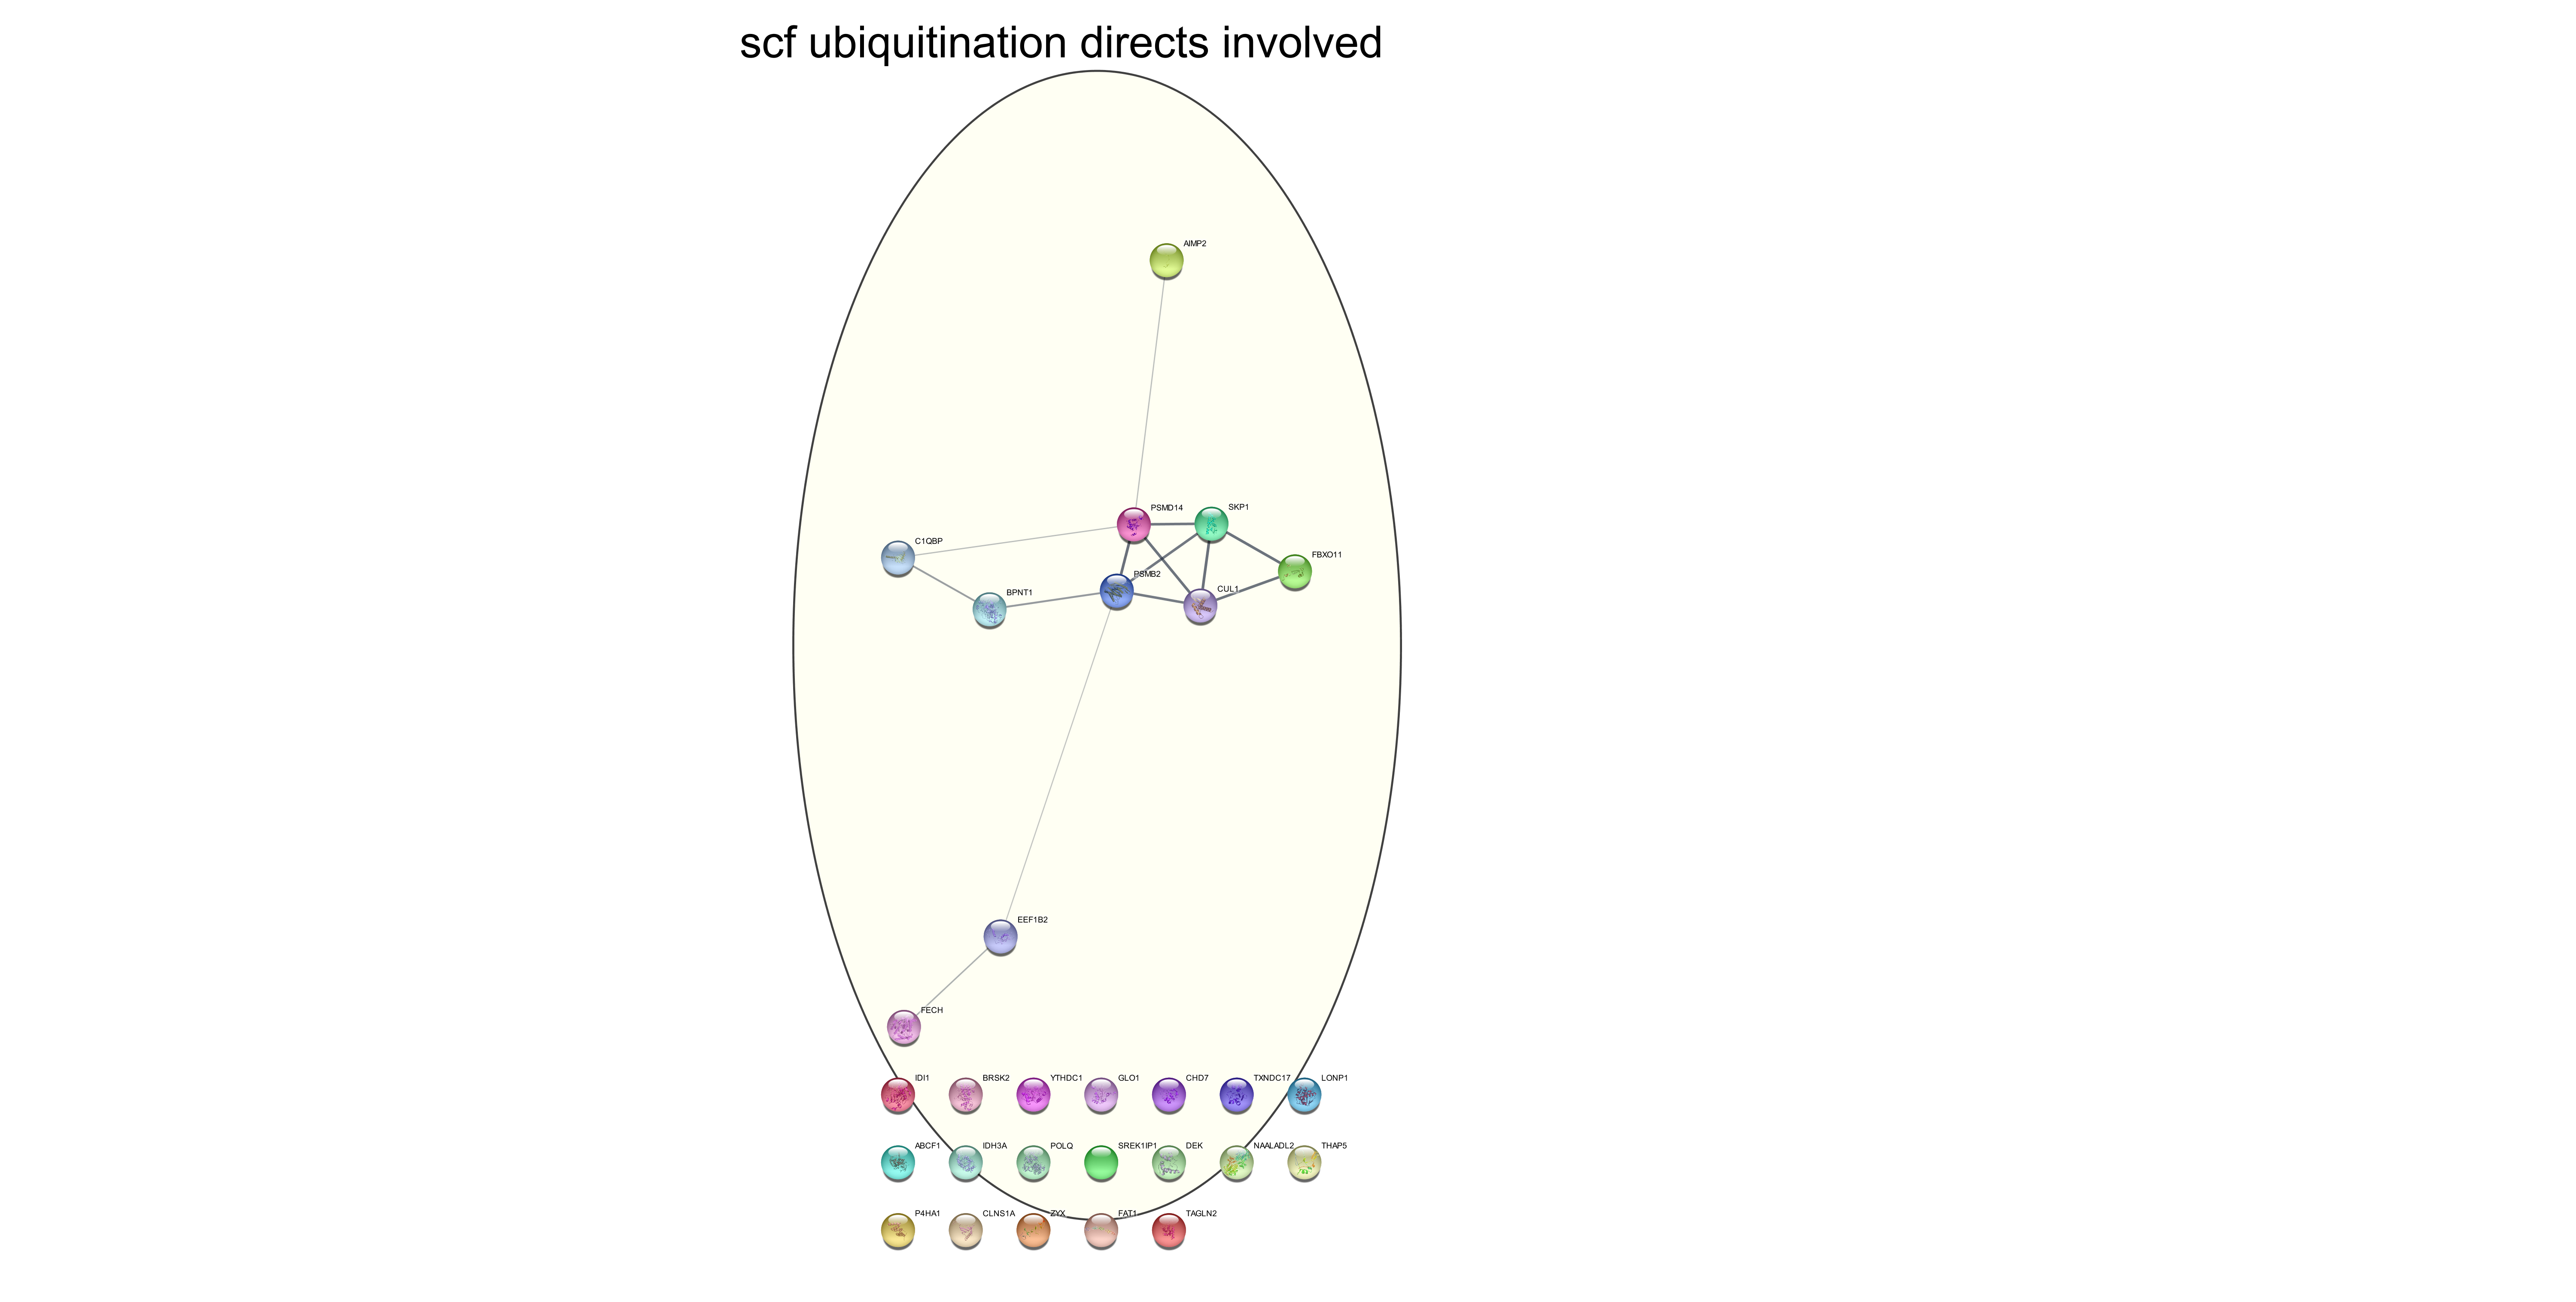 scf ubiquitination directs involved
AIMP2
PSMD14
SKP1
C1QBP
FBXO11
PSMB2
BPNT1
CUL1
EEF1B2
FECH
IDI1 BRSK2 YTHDC1 GLO1 CHD7 TXNDC17 LONP1
ABCF1 IDH3A POLQ SREK1IP1 DEK NAALADL2 THAP5
P4HA1 CLNS1A ZYX FAT1 TAGLN2